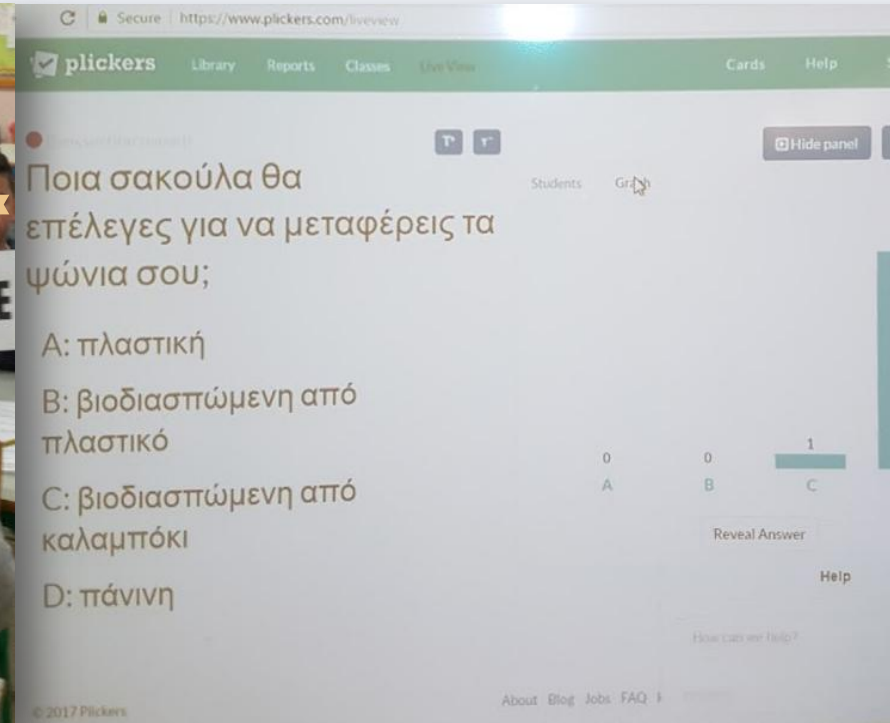 Secure https://www.plickers.com/liveview
plickers Library Reports Classes Live View Cards Help
Hide panel
Students Graph
Ποια σακούλα θα
επέλεγες για να μεταφέρεις τα
ψώνια σου;
A: πλαστική
B: βιοδιασπώμενη από
πλαστικό
C: βιοδιασπώμενη από
καλαμπόκι
D: πάνινη
0 0 1
A B C
Reveal Answer
Help
How can we help?
About Blog Jobs FAQ
© 2017 Plickers